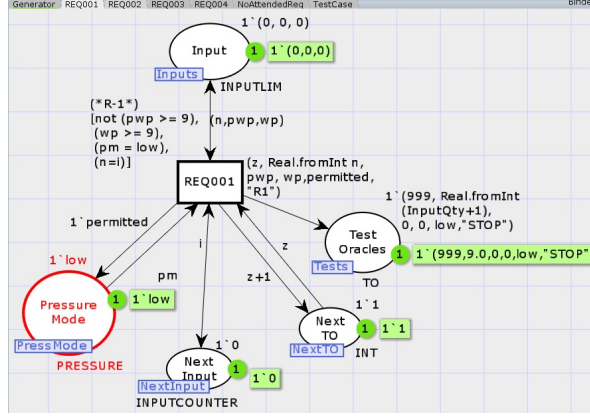 Generator REQ001 REQ002 REQ003 REQ004 NoAttendedReq TestCase
Binde
1`(0, 0, 0)
Input
1 1`(0,0,0)
Inputs
INPUTLIM
(*R-1*)
[not (pwp >= 9),
(wp >= 9),
(pm = low),
(n=i)]
(n,pwp,wp)
REQ001
(z, Real.fromInt n,
pwp, wp,permitted,
"R1")
1`(999, Real.fromInt
(InputQty+1),
0, 0, low,"STOP")
1`permitted
i
z
Test
Oracles
1 1`(999,9.0,0,0,low,"STOP"
Tests
TO
1`low
pm
z+1
Pressure
Mode
1 1`low
PressMode
PRESSURE
1`1
Next
TO
1 1`1
NextTO
INT
1`0
Next
Input
1 1`0
NextInput
INPUTCOUNTER